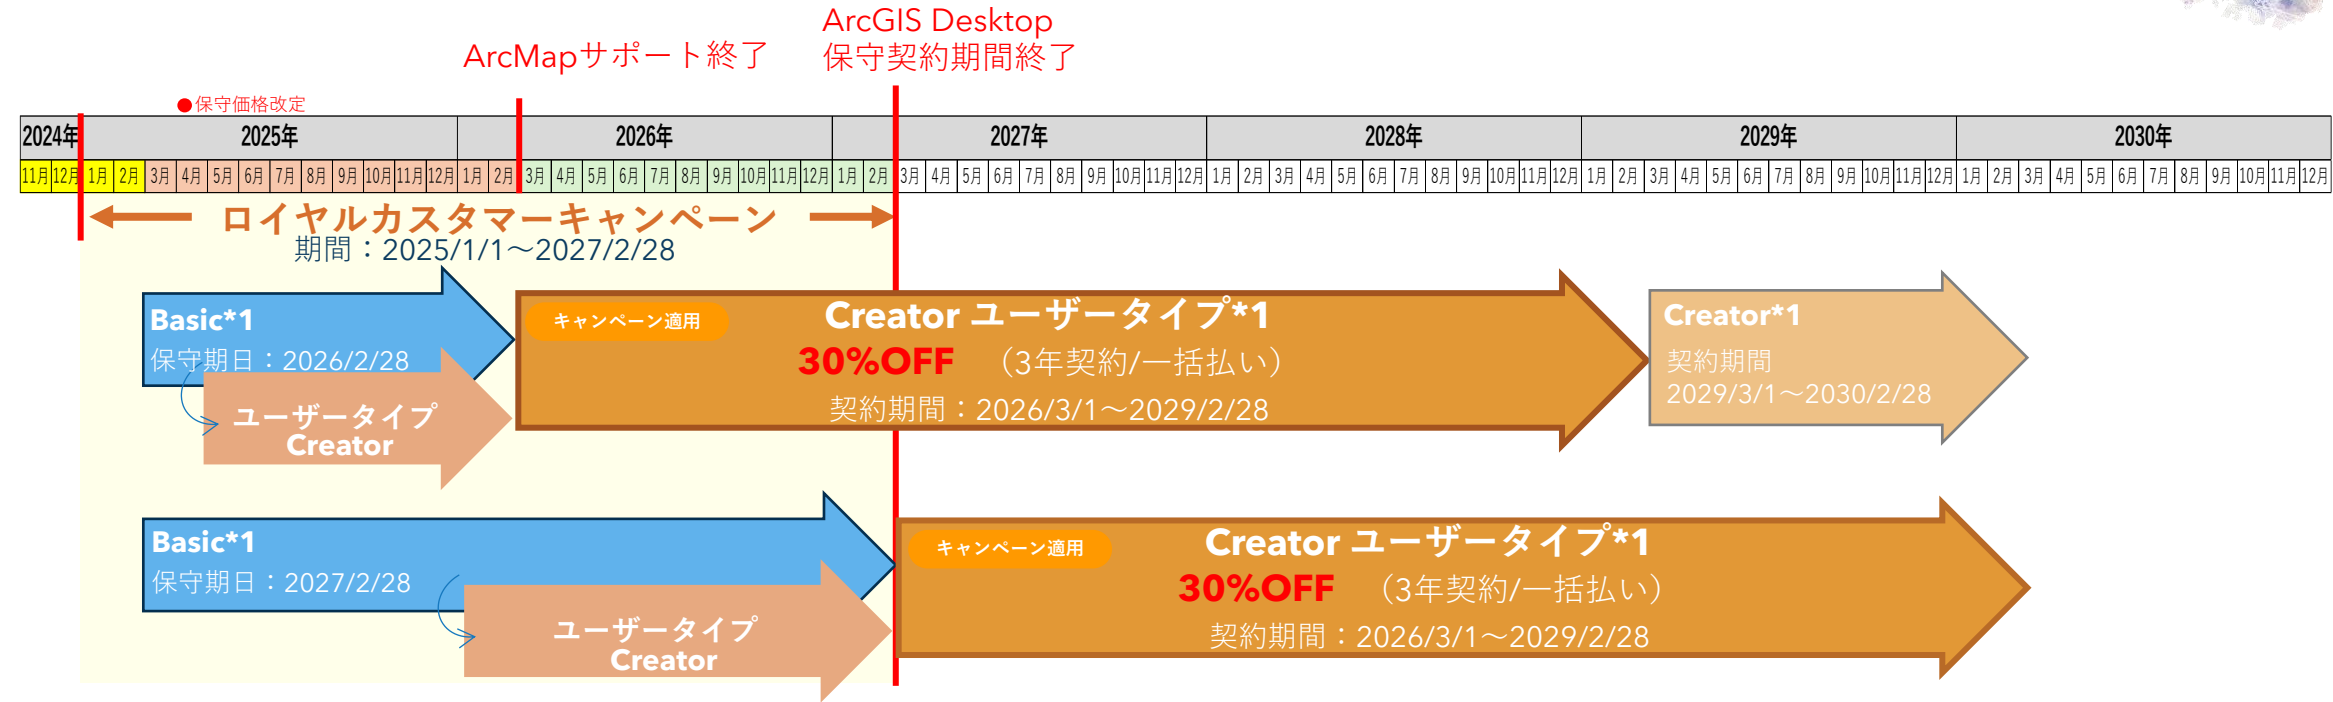 ArcGIS Desktop
ArcMapサポート終了
保守契約期間終了
●保守価格改定
2024年 2025年 2026年 2027年 2028年 2029年 2030年
11月 12月 1月 2月 3月 4月 5月 6月 7月 8月 9月 10月 11月 12月 1月 2月 3月 4月 5月 6月 7月 8月 9月 10月 11月 12月 1月 2月 3月 4月 5月 6月 7月 8月 9月 10月 11月 12月 1月 2月 3月 4月 5月 6月 7月 8月 9月 10月 11月 12月 1月 2月 3月 4月 5月 6月 7月 8月 9月 10月 11月 12月 1月 2月 3月 4月 5月 6月 7月 8月 9月 10月 11月 12月
ロイヤルカスタマーキャンペーン
期間：2025/1/1～2027/2/28
Basic*1
保守期日：2026/2/28
ユーザータイプ
Creator
キャンペーン適用
Creator ユーザータイプ*1
30%OFF （3年契約/一括払い）
契約期間：2026/3/1～2029/2/28
Creator*1
契約期間
2029/3/1～2030/2/28
Basic*1
保守期日：2027/2/28
ユーザータイプ
Creator
キャンペーン適用
Creator ユーザータイプ*1
30%OFF （3年契約/一括払い）
契約期間：2026/3/1～2029/2/28